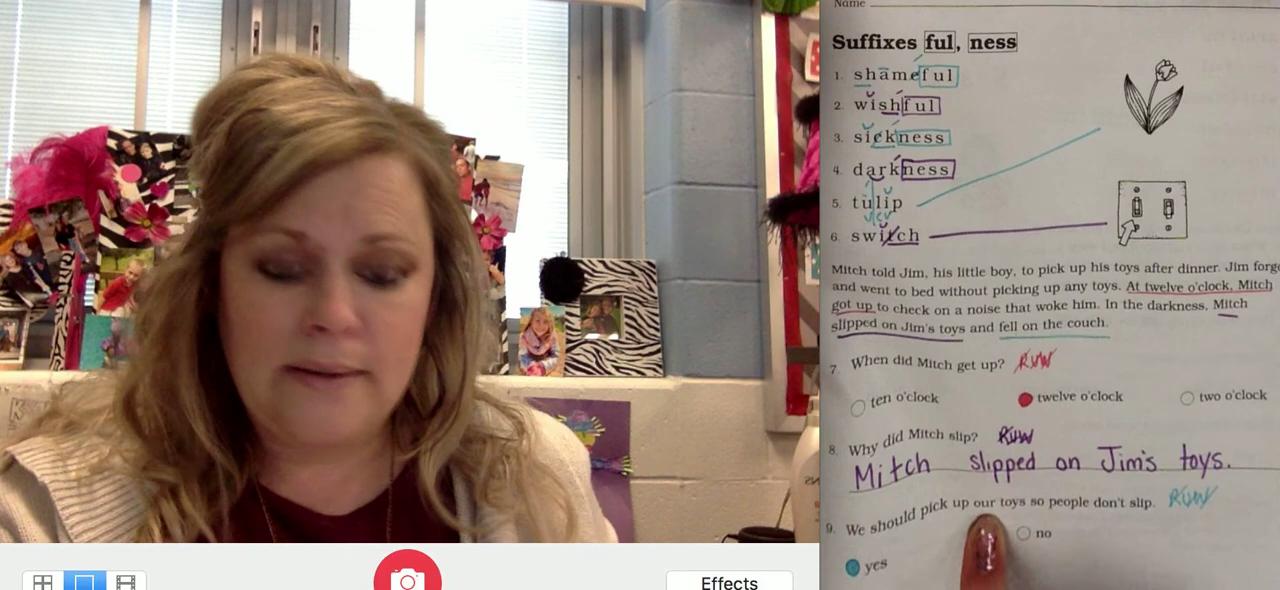 Name
Suffixes ful, ness
1. shameful
2. wishful
3. sickness
4. darkness
5. tulip
6. switch
Mitch told Jim, his little boy, to pick up his toys after dinner. Jim forgo
and went to bed without picking up any toys. At twelve o'clock, Mitch
got up to check on a noise that woke him. In the darkness, Mitch
slipped on Jim's toys and fell on the couch.
7. When did Mitch get up? RUW
ten o'clock twelve o'clock two o'clock
8. Why did Mitch slip? RUW
Mitch slipped on Jim's toys.
9. We should pick up our toys so people don't slip. RUW
yes no
Effects